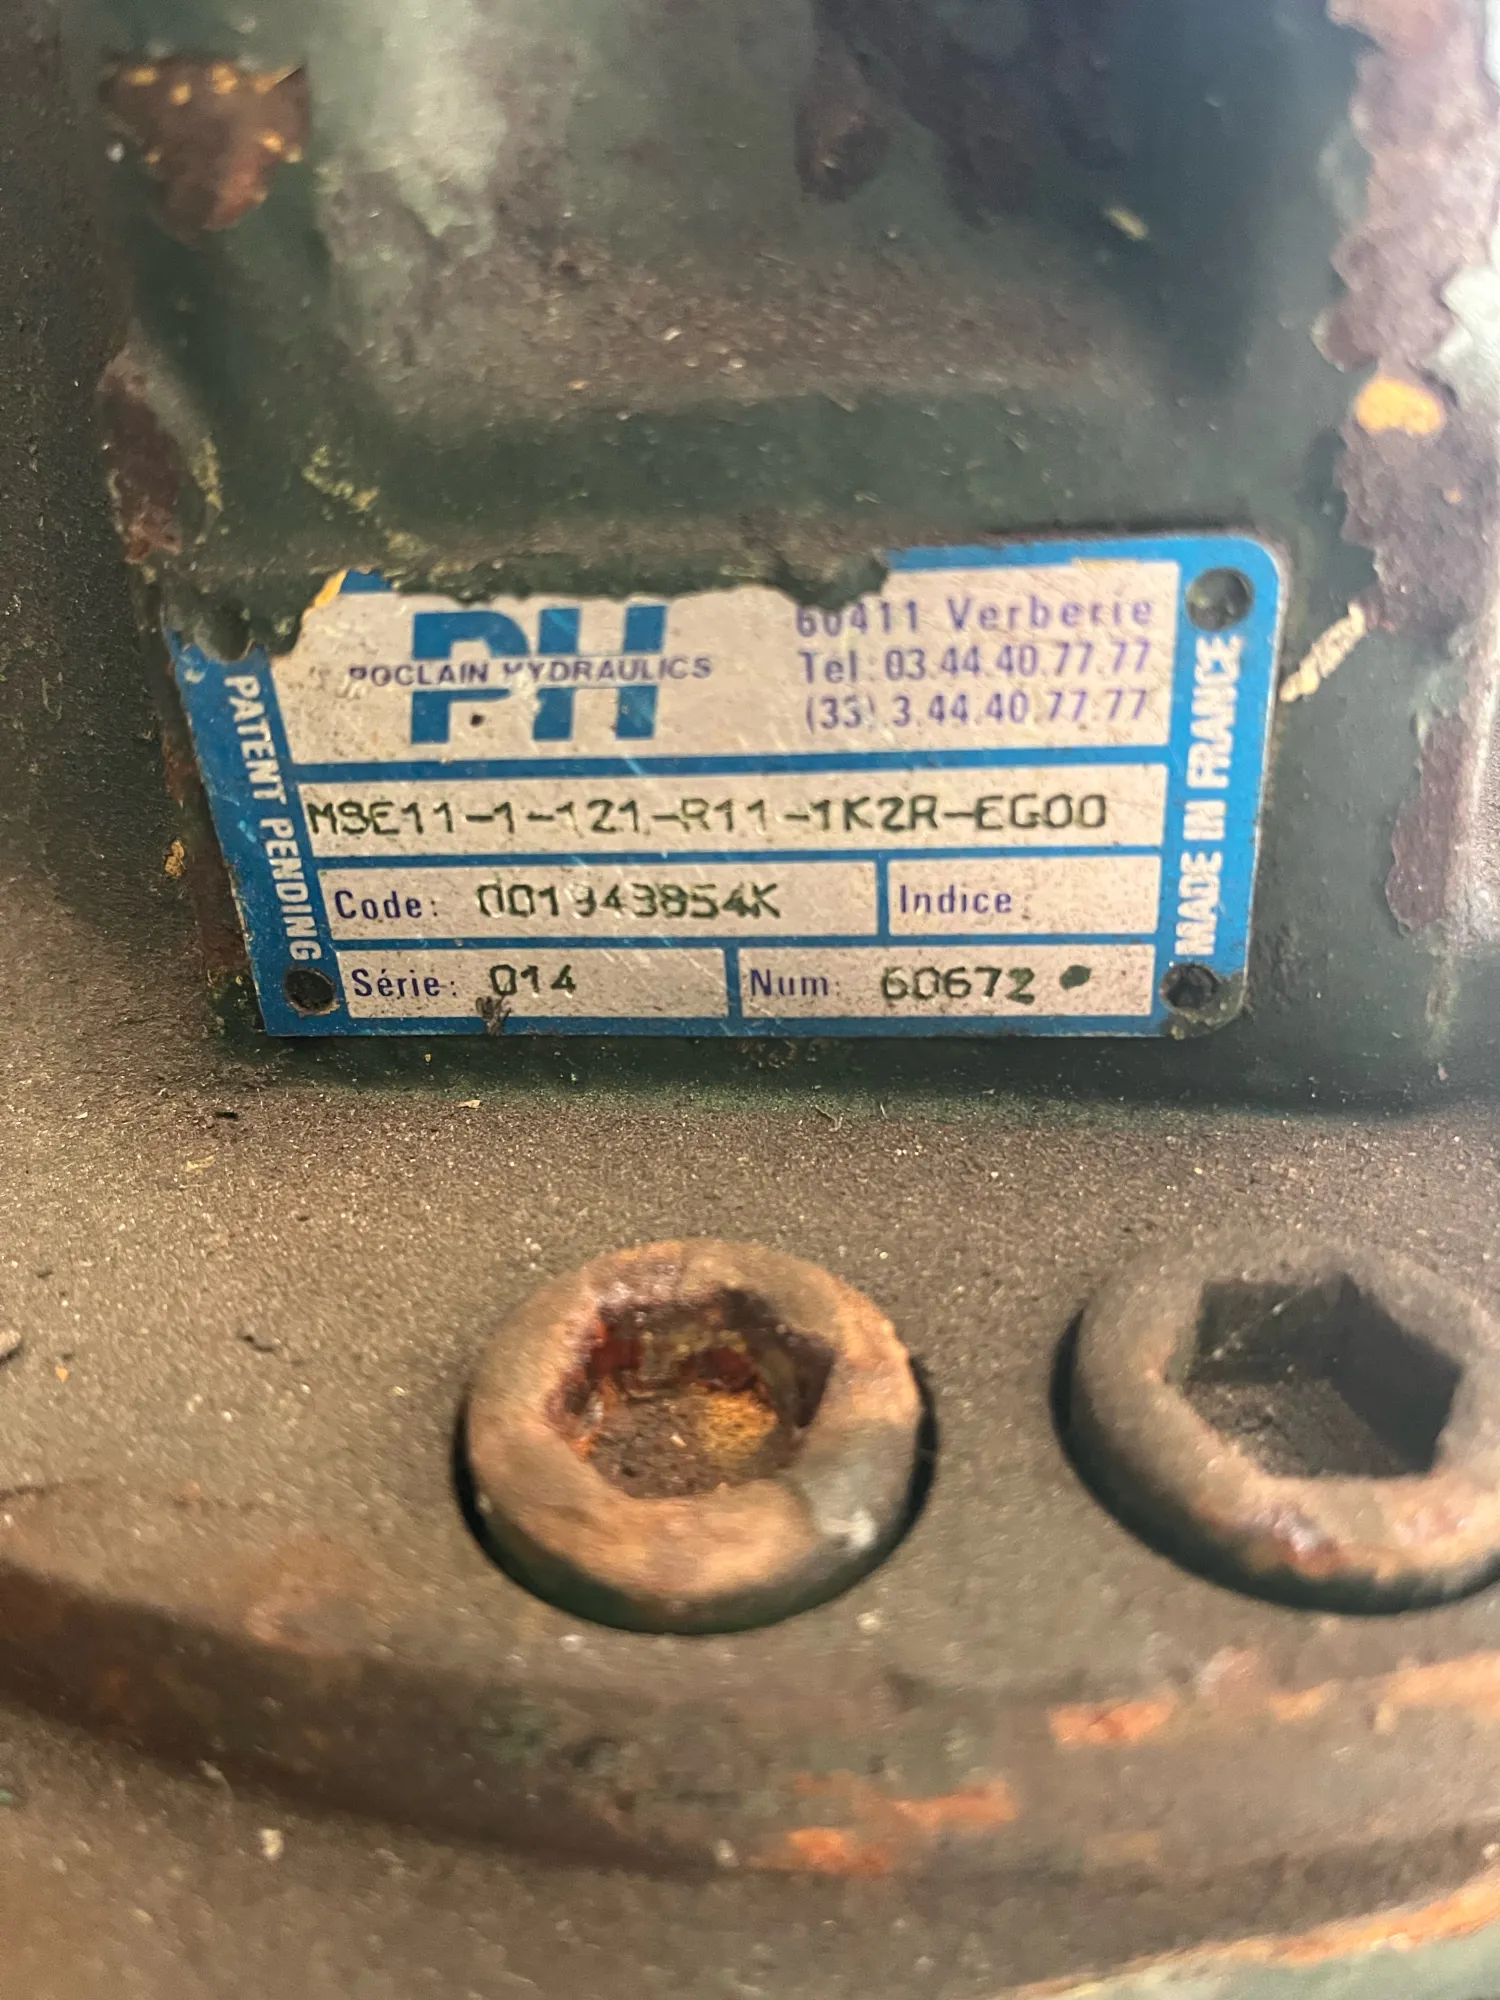 PH
POCLAIN HYDRAULICS
60411 Verberie
Tel: 03.44.40.77.77
(33) 3.44.40.77.77
PATENT PENDING
MSE11-1-121-R11-1K2R-EG00
MADE IN FRANCE
Code: 001943854K
Indice:
Série: 014
Num: 60672